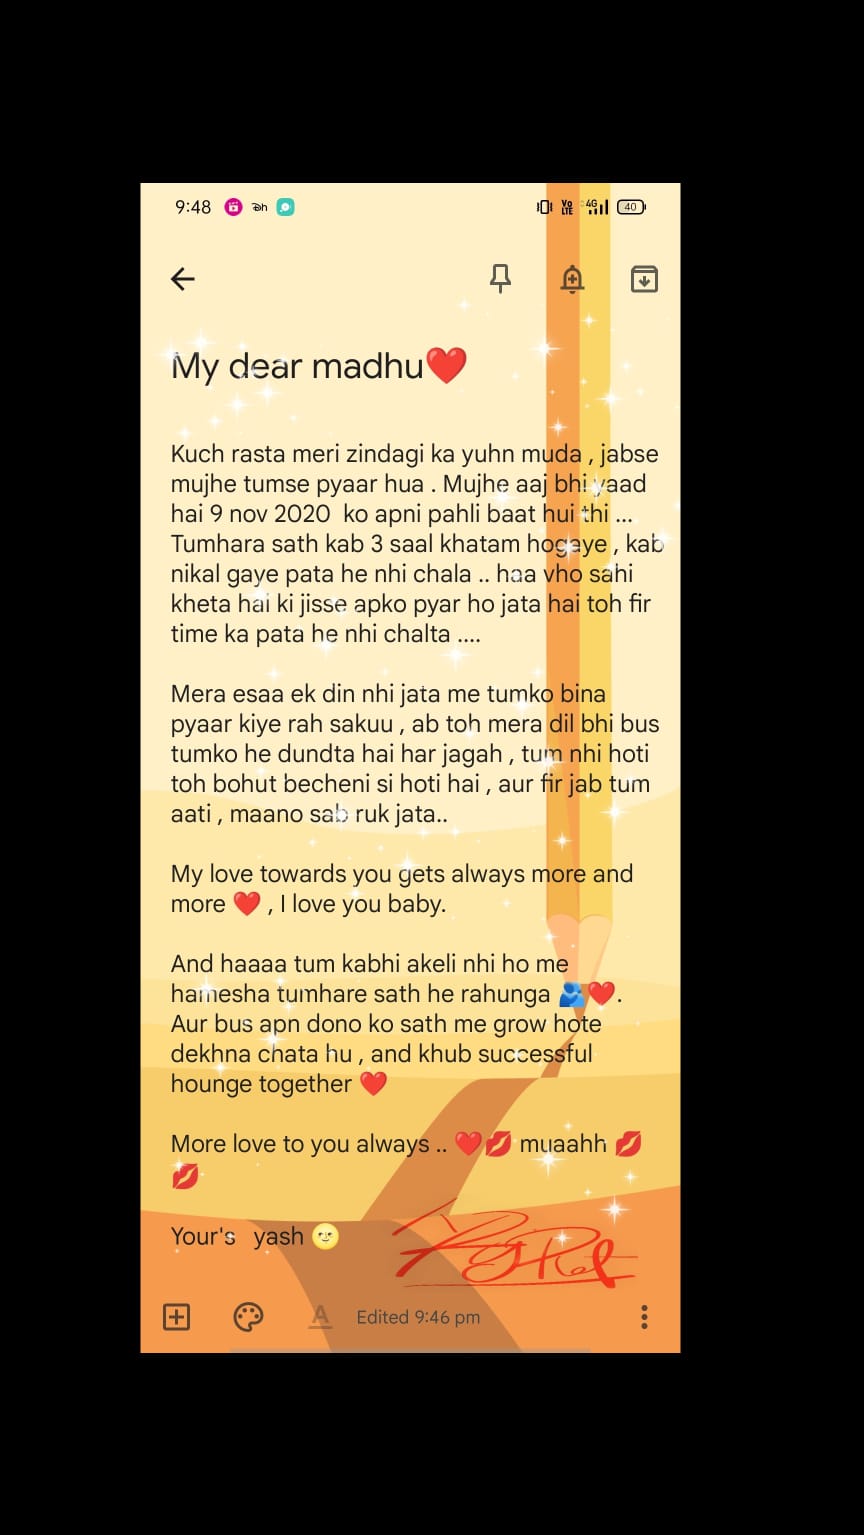 9:48
Vo
LTE
4G
40
My dear madhu❤️
Kuch rasta meri zindagi ka yuhn muda , jabse
mujhe tumse pyaar hua . Mujhe aaj bhi yaad
hai 9 nov 2020  ko apni pahli baat hui thi ...
Tumhara sath kab 3 saal khatam hogaye , kab
nikal gaye pata he nhi chala .. haa vho sahi
kheta hai ki jisse apko pyar ho jata hai toh fir
time ka pata he nhi chalta ....
Mera esaa ek din nhi jata me tumko bina
pyaar kiye rah sakuu , ab toh mera dil bhi bus
tumko he dundta hai har jagah , tum nhi hoti
toh bohut becheni si hoti hai , aur fir jab tum
aati , maano sab ruk jata..
My love towards you gets always more and
more ❤️ , I love you baby.
And haaaa tum kabhi akeli nhi ho me
hamesha tumhare sath he rahunga 🫂❤️.
Aur bus apn dono ko sath me grow hote
dekhna chata hu , and khub successful
hounge together ❤️
More love to you always .. ❤️💋 muaahh 💋
💋
Your's   yash 🌝
A
Edited 9:46 pm